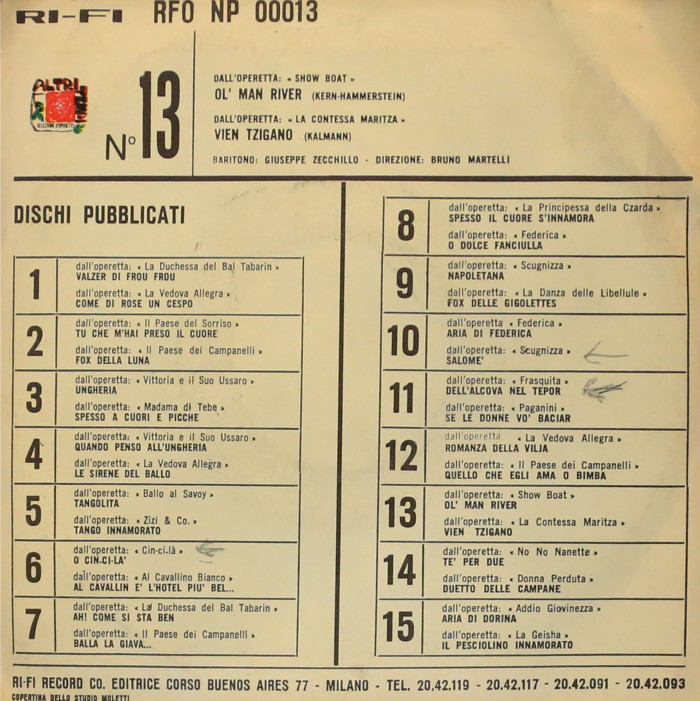 RI-FI RFO NP 00013
ALTRI
SELEZIONE D'OPERETTE
N° 13
DALL'OPERETTA: « SHOW BOAT »
OL' MAN RIVER (KERN-HAMMERSTEIN)
DALL'OPERETTA: « LA CONTESSA MARITZA »
VIEN TZIGANO (KALMANN)
BARITONO: GIUSEPPE ZECCHILLO - DIREZIONE: BRUNO MARTELLI
DISCHI PUBBLICATI
1
dall'operetta: « La Duchessa del Bal Tabarin »
VALZER DI FROU FROU
dall'operetta: « La Vedova Allegra »
COME DI ROSE UN CESPO
2
dall'operetta: « Il Paese del Sorriso »
TU CHE M'HAI PRESO IL CUORE
dall'operetta: « Il Paese dei Campanelli »
FOX DELLA LUNA
3
dall'operetta: « Vittoria e il Suo Ussaro »
UNGHERIA
dall'operetta: « Madama di Tebe »
SPESSO A CUORI E PICCHE
4
dall'operetta: « Vittoria e il Suo Ussaro »
QUANDO PENSO ALL'UNGHERIA
dall'operetta: « La Vedova Allegra »
LE SIRENE DEL BALLO
5
dall'operetta: « Ballo al Savoy »
TANGOLITA
dall'operetta: « Zizi & Co. »
TANGO INNAMORATO
6
dall'operetta: « Cin-ci.là »
O CIN-CI-LA'
dall'operetta: « Al Cavallino Bianco »
AL CAVALLIN E' L'HOTEL PIU' BEL...
7
dall'operetta: « La Duchessa del Bal Tabarin »
AH! COME SI STA BEN
dall'operetta: « Il Paese dei Campanelli »
BALLA LA GIAVA...
8
dall'operetta: « La Principessa della Czarda »
SPESSO IL CUORE S'INNAMORA
dall'operetta: « Federica »
O DOLCE FANCIULLA
9
dall'operetta: « Scugnizza »
NAPOLETANA
dall'operetta: « La Danza delle Libellule »
FOX DELLE GIGOLETTES
10
dall'operetta « Federica »
ARIA DI FEDERICA
dall'operetta: « Scugnizza »
SALOME'
11
dall'operetta: « Frasquita »
DELL'ALCOVA NEL TEPOR
dall'operetta: « Paganini »
SE LE DONNE VO' BACIAR
12
dall'operetta « La Vedova Allegra »
ROMANZA DELLA VILJA
dall'operetta: « Il Paese dei Campanelli »
QUELLO CHE EGLI AMA O BIMBA
13
dall'operetta: « Show Boat »
OL' MAN RIVER
dall'operetta: « La Contessa Maritza »
VIEN TZIGANO
14
dall'operetta: « No No Nanette »
TE' PER DUE
dall'operetta: « Donna Perduta »
DUETTO DELLE CAMPANE
15
dall'operetta: « Addio Giovinezza »
ARIA DI DORINA
dall'operetta: « La Geisha »
IL PESCIOLINO INNAMORATO
RI-FI RECORD CO. EDITRICE CORSO BUENOS AIRES 77 - MILANO - TEL. 20.42.119 - 20.42,117 - 20.42.091 - 20.42.093
COPERTINA DELLO STUDIO MOLETTI